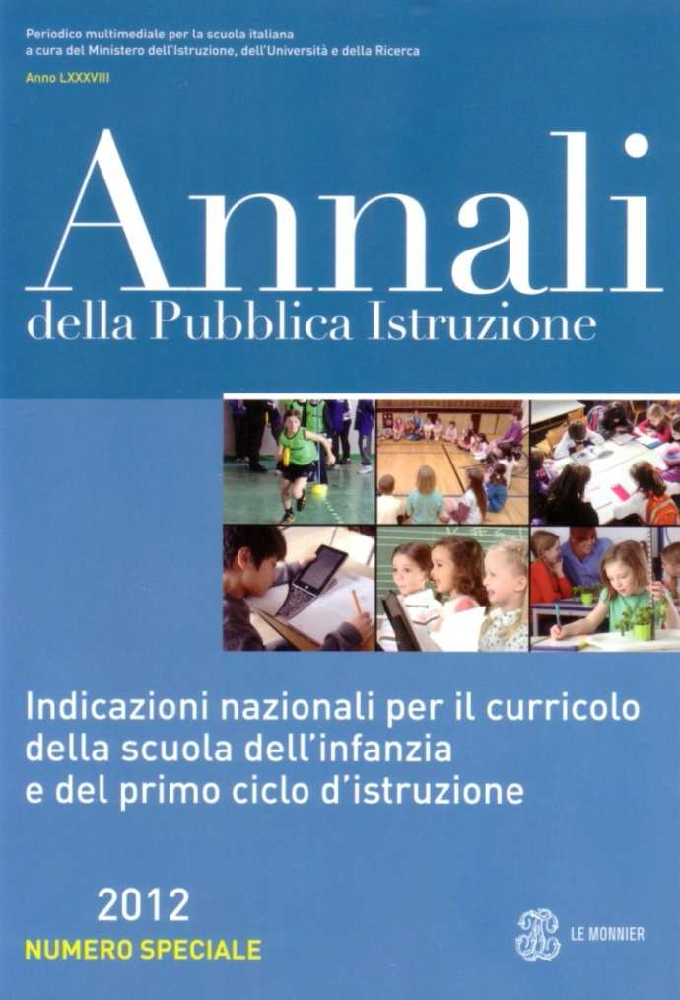 Periodico multimediale per la scuola italiana
a cura del Ministero dell'Istruzione, dell'Università e della Ricerca
Anno LXXXVIII
Annali
della Pubblica Istruzione
Indicazioni nazionali per il curricolo
della scuola dell'infanzia
e del primo ciclo d'istruzione
2012
NUMERO SPECIALE
LE MONNIER